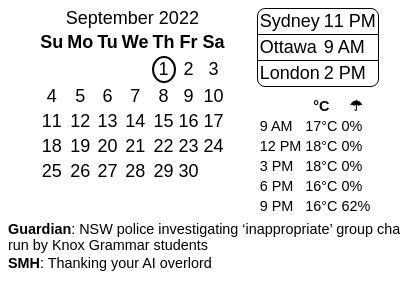 September 2022
Su Mo Tu We Th Fr Sa
1 2 3
4 5 6 7 8 9 10
11 12 13 14 15 16 17
18 19 20 21 22 23 24
25 26 27 28 29 30
Sydney 11 PM
Ottawa 9 AM
London 2 PM
°C ☂
9 AM 17°C 0%
12 PM 18°C 0%
3 PM 18°C 0%
6 PM 16°C 0%
9 PM 16°C 62%
Guardian: NSW police investigating ‘inappropriate’ group cha
run by Knox Grammar students
SMH: Thanking your AI overlord